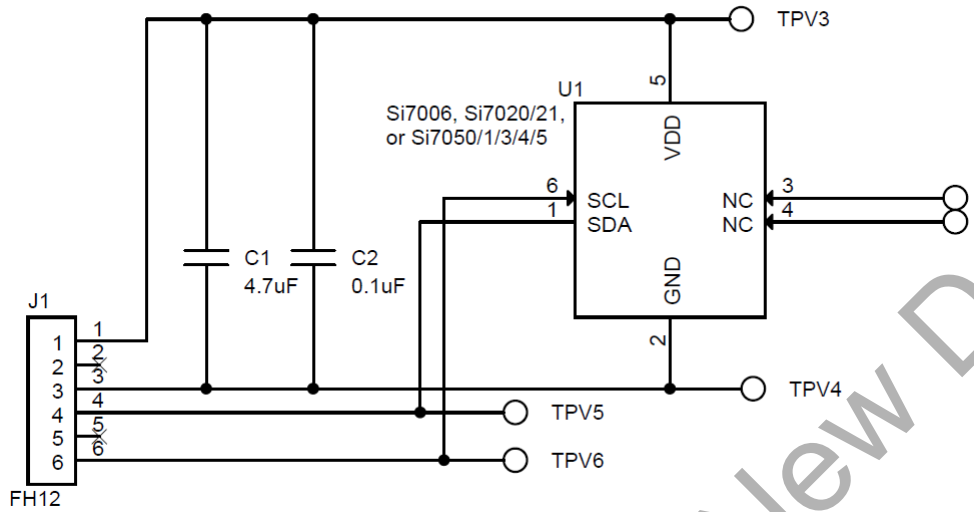 TPV3
5
U1
Si7006, Si7020/21,
or Si7050/1/3/4/5
VDD
6
SCL
NC
3
1
SDA
NC
4
C1
4.7uF
C2
0.1uF
GND
J1
2
1
1
2
2
3
3
TPV4
4
4
TPV5
5
5
6
6
TPV6
FH12
New D